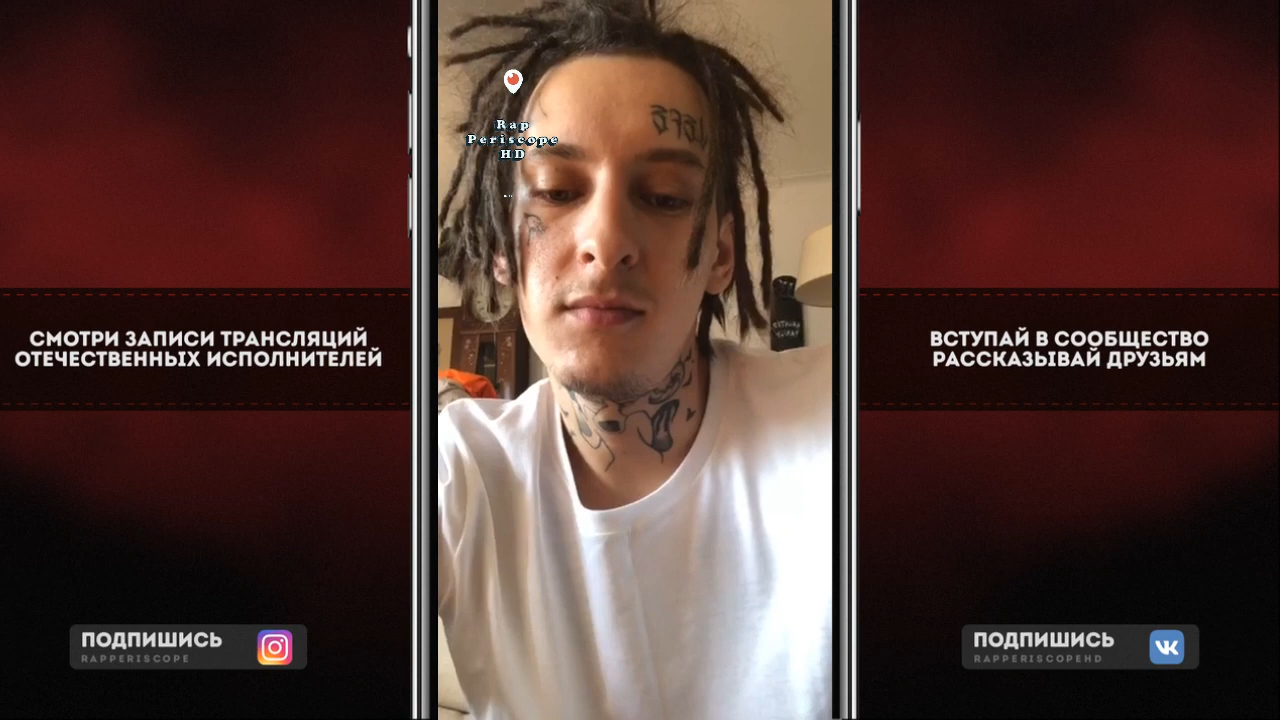 Rap
Periscope
HD
СМОТРИ ЗАПИСИ ТРАНСЛЯЦИЙ
ОТЕЧЕСТВЕННЫХ ИСПОЛНИТЕЛЕЙ
ВСТУПАЙ В СООБЩЕСТВО
РАССКАЗЫВАЙ ДРУЗЬЯМ
ПОДПИШИСЬ
RAPPERISCOPE
ПОДПИШИСЬ
RAPPERISCOPEHD